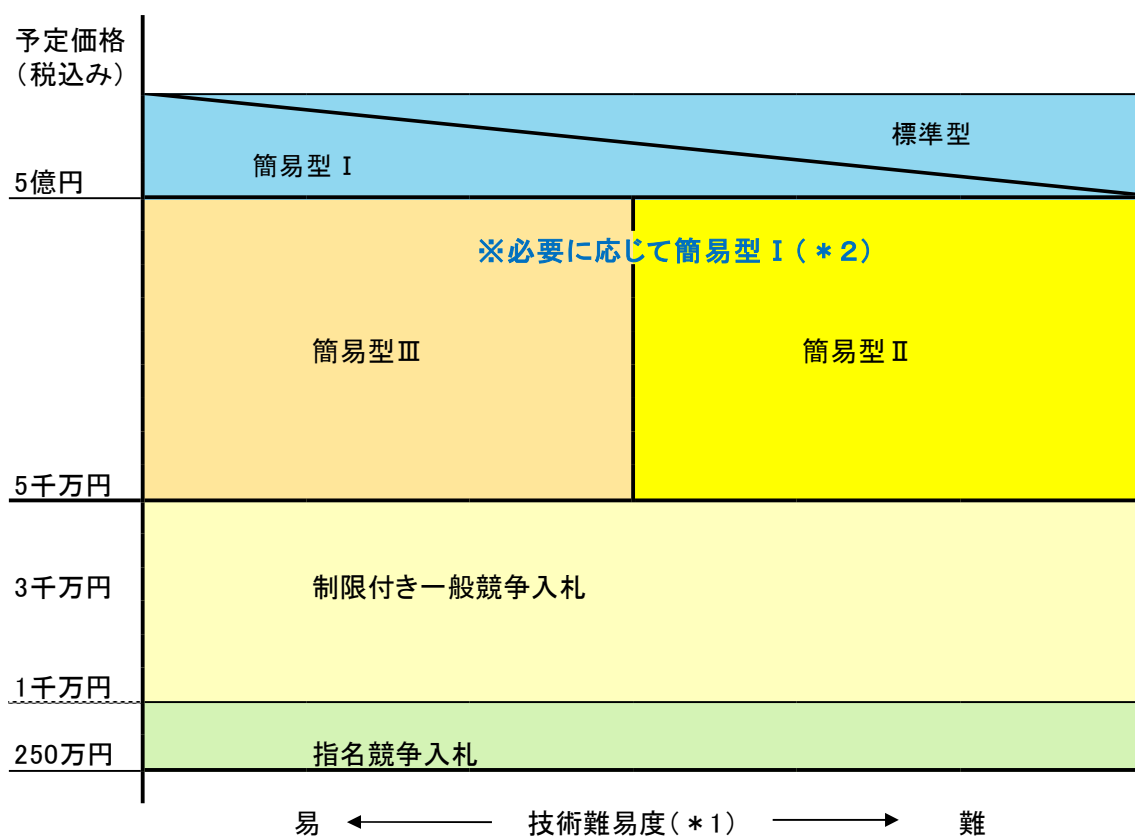 予定価格
（税込み）
標準型
簡易型Ⅰ
5億円
※必要に応じて簡易型Ⅰ(＊2)
簡易型Ⅲ
簡易型Ⅱ
5千万円
3千万円
制限付き一般競争入札
1千万円
250万円
指名競争入札
易
技術難易度(＊1)
難